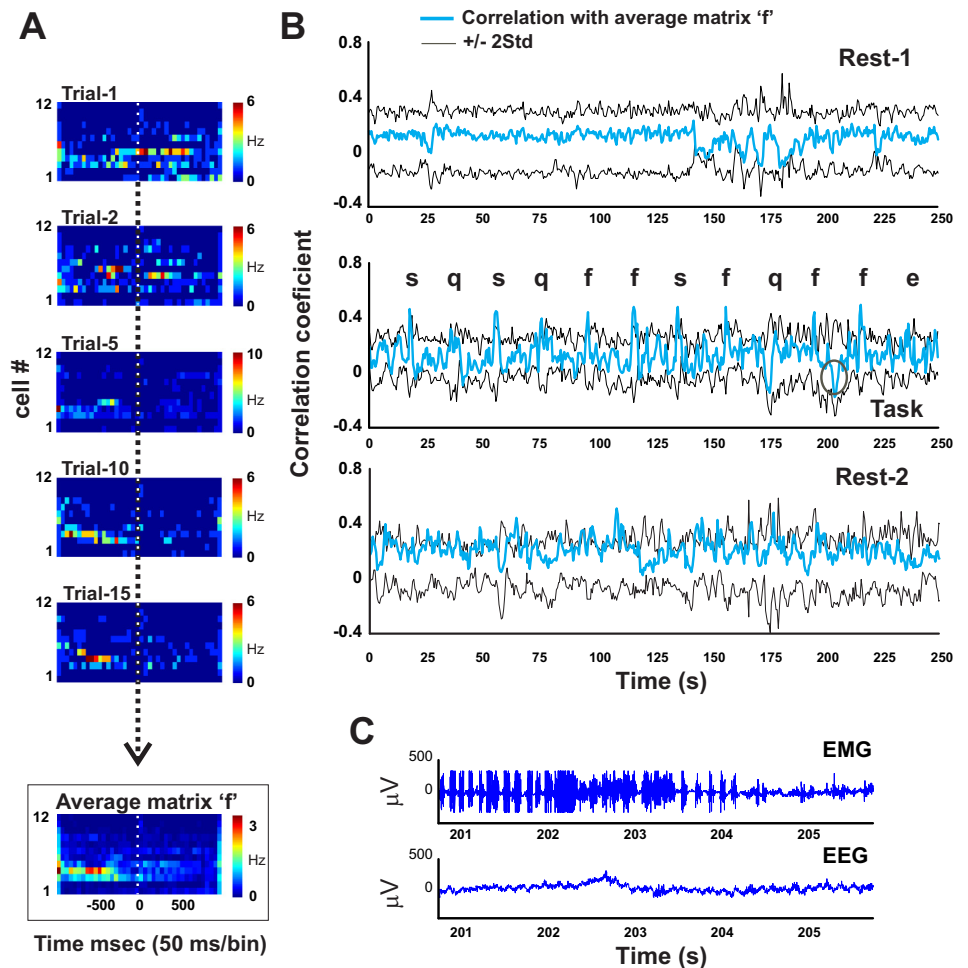 A
Trial-1
12
1
6
Hz
0
Trial-2
12
1
6
Hz
0
Trial-5
12
1
10
Hz
0
Trial-10
12
1
6
Hz
0
Trial-15
12
1
6
Hz
0
cell #
Average matrix ‘f’
12
1
3
Hz
0
-500 0 500
Time msec (50 ms/bin)
B
Correlation with average matrix ‘f’
+/- 2Std
Rest-1
0.8
0.4
0
-0.4
0 25 50 75 100 125 150 175 200 225 250
Correlation coeficient
0.8
0.4
0
-0.4
s q s q f f s f q f f e
Task
0 25 50 75 100 125 150 175 200 225 250
Rest-2
0.8
0.4
0
-0.4
0 25 50 75 100 125 150 175 200 225 250
Time (s)
C
EMG
500
0
µV
201 202 203 204 205
EEG
500
0
µV
201 202 203 204 205
Time (s)